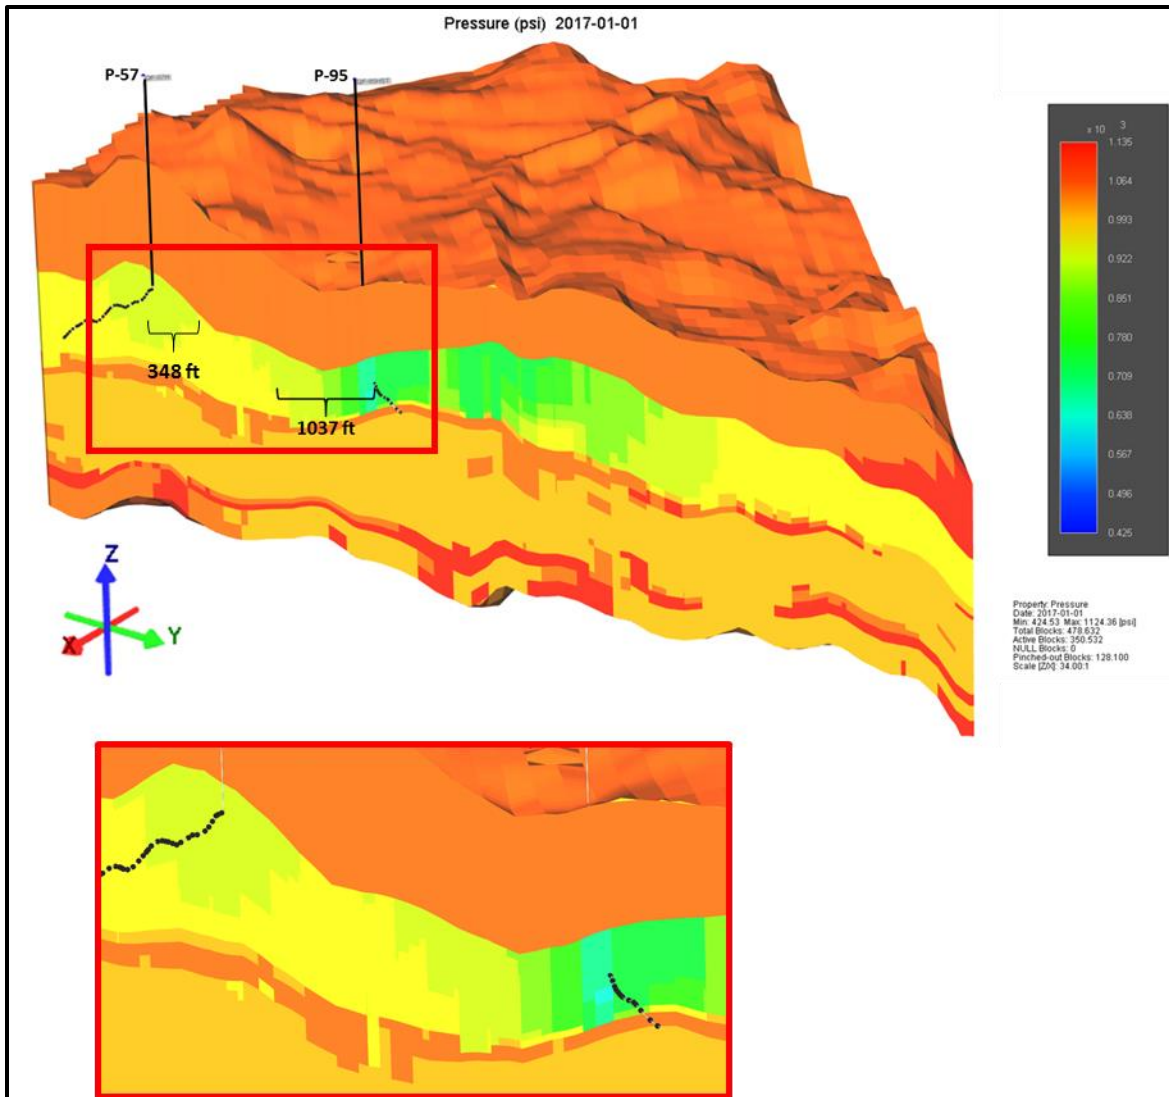 Pressure (psi) 2017-01-01
P-57
P-95
348 ft
1037 ft
x 10 3
1.135
1.064
0.993
0.922
0.851
0.780
0.709
0.638
0.567
0.496
0.425
Z
X
Y
Property: Pressure
Date: 2017-01-01
Min: 424.53 Max: 1124.36 [psi]
Total Blocks: 478.632
Active Blocks: 350.532
NULL Blocks: 0
Pinched-out Blocks: 128.100
Scale [Z/X]: 34.00:1